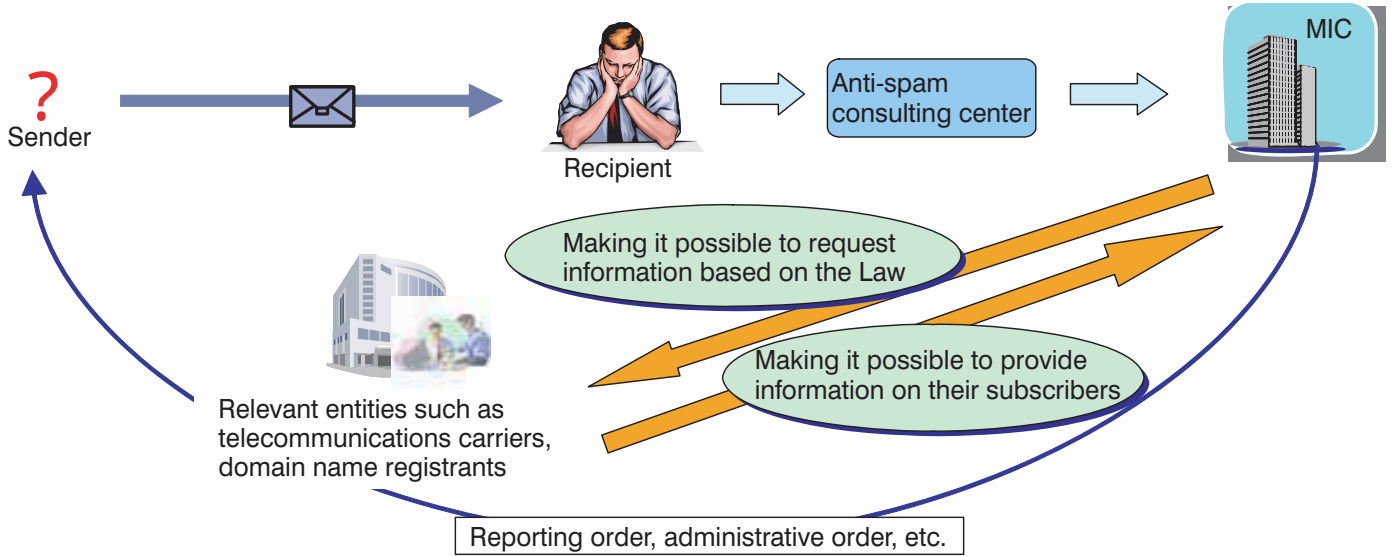 ?
Sender
Recipient
Anti-spam
consulting center
MIC
Making it possible to request
information based on the Law
Making it possible to provide
information on their subscribers
Relevant entities such as
telecommunications carriers,
domain name registrants
Reporting order, administrative order, etc.